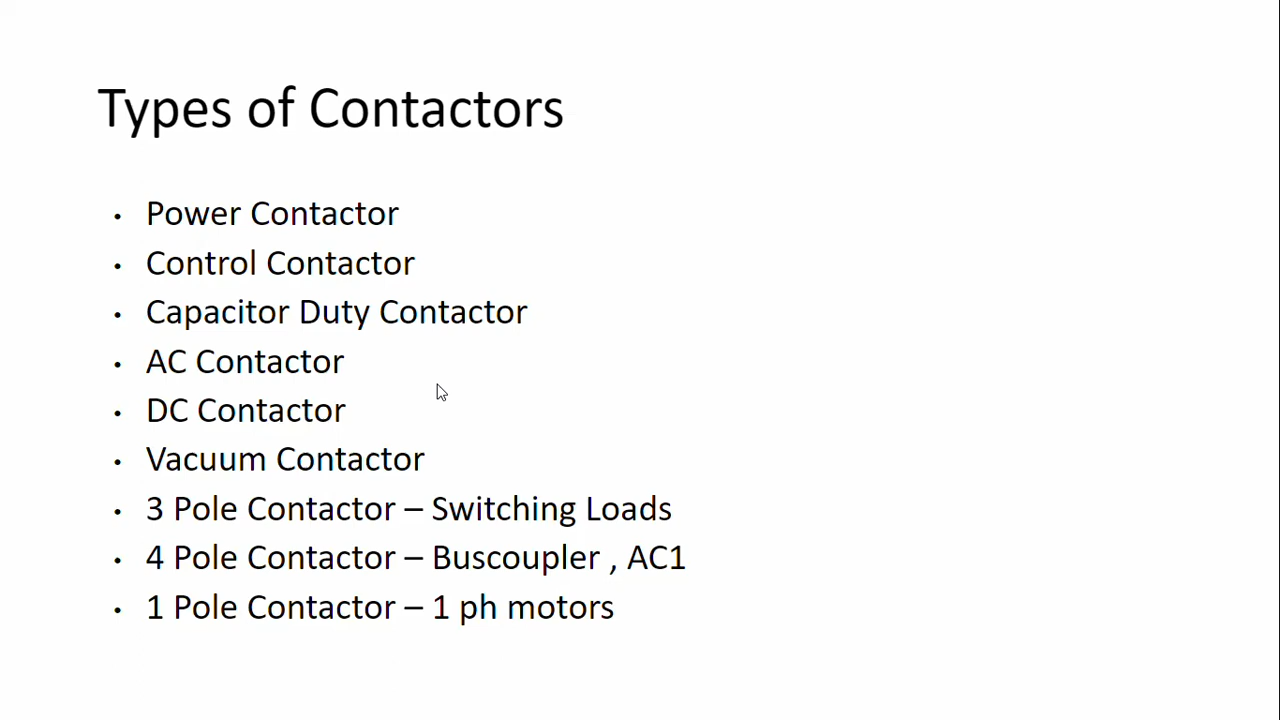 Types of Contactors
• Power Contactor
• Control Contactor
• Capacitor Duty Contactor
• AC Contactor
• DC Contactor
• Vacuum Contactor
• 3 Pole Contactor – Switching Loads
• 4 Pole Contactor – Buscoupler , AC1
• 1 Pole Contactor – 1 ph motors